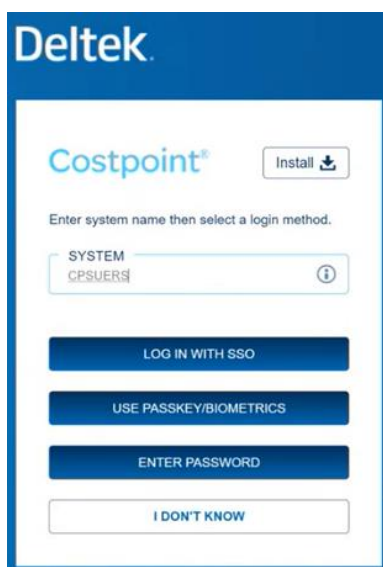 Deltek.
Costpoint®
Install
Enter system name then select a login method.
SYSTEM
CPSUERS
LOG IN WITH SSO
USE PASSKEY/BIOMETRICS
ENTER PASSWORD
I DON'T KNOW